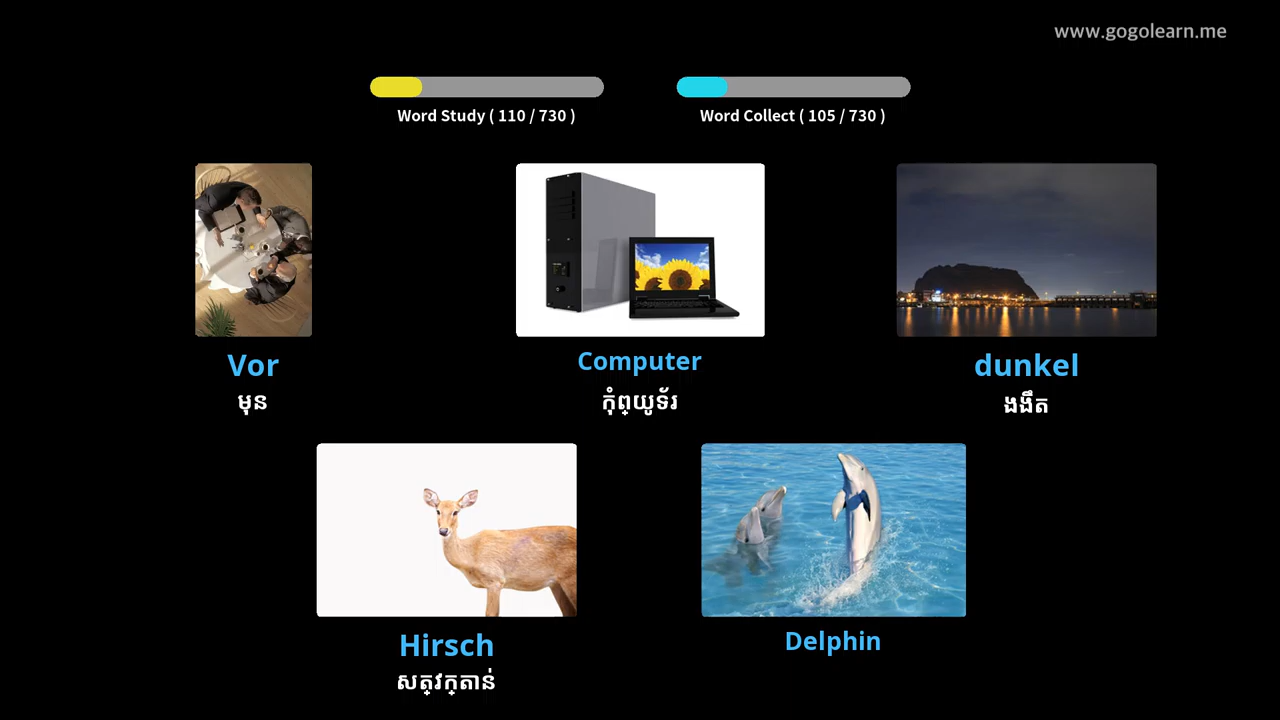 www.gogolearn.me
Word Study ( 110 / 730 )
Word Collect ( 105 / 730 )
Vor
មុន
Computer
កុំព្យូទ័រ
dunkel
ងងឹត
Hirsch
សត្វក្តាន់
Delphin